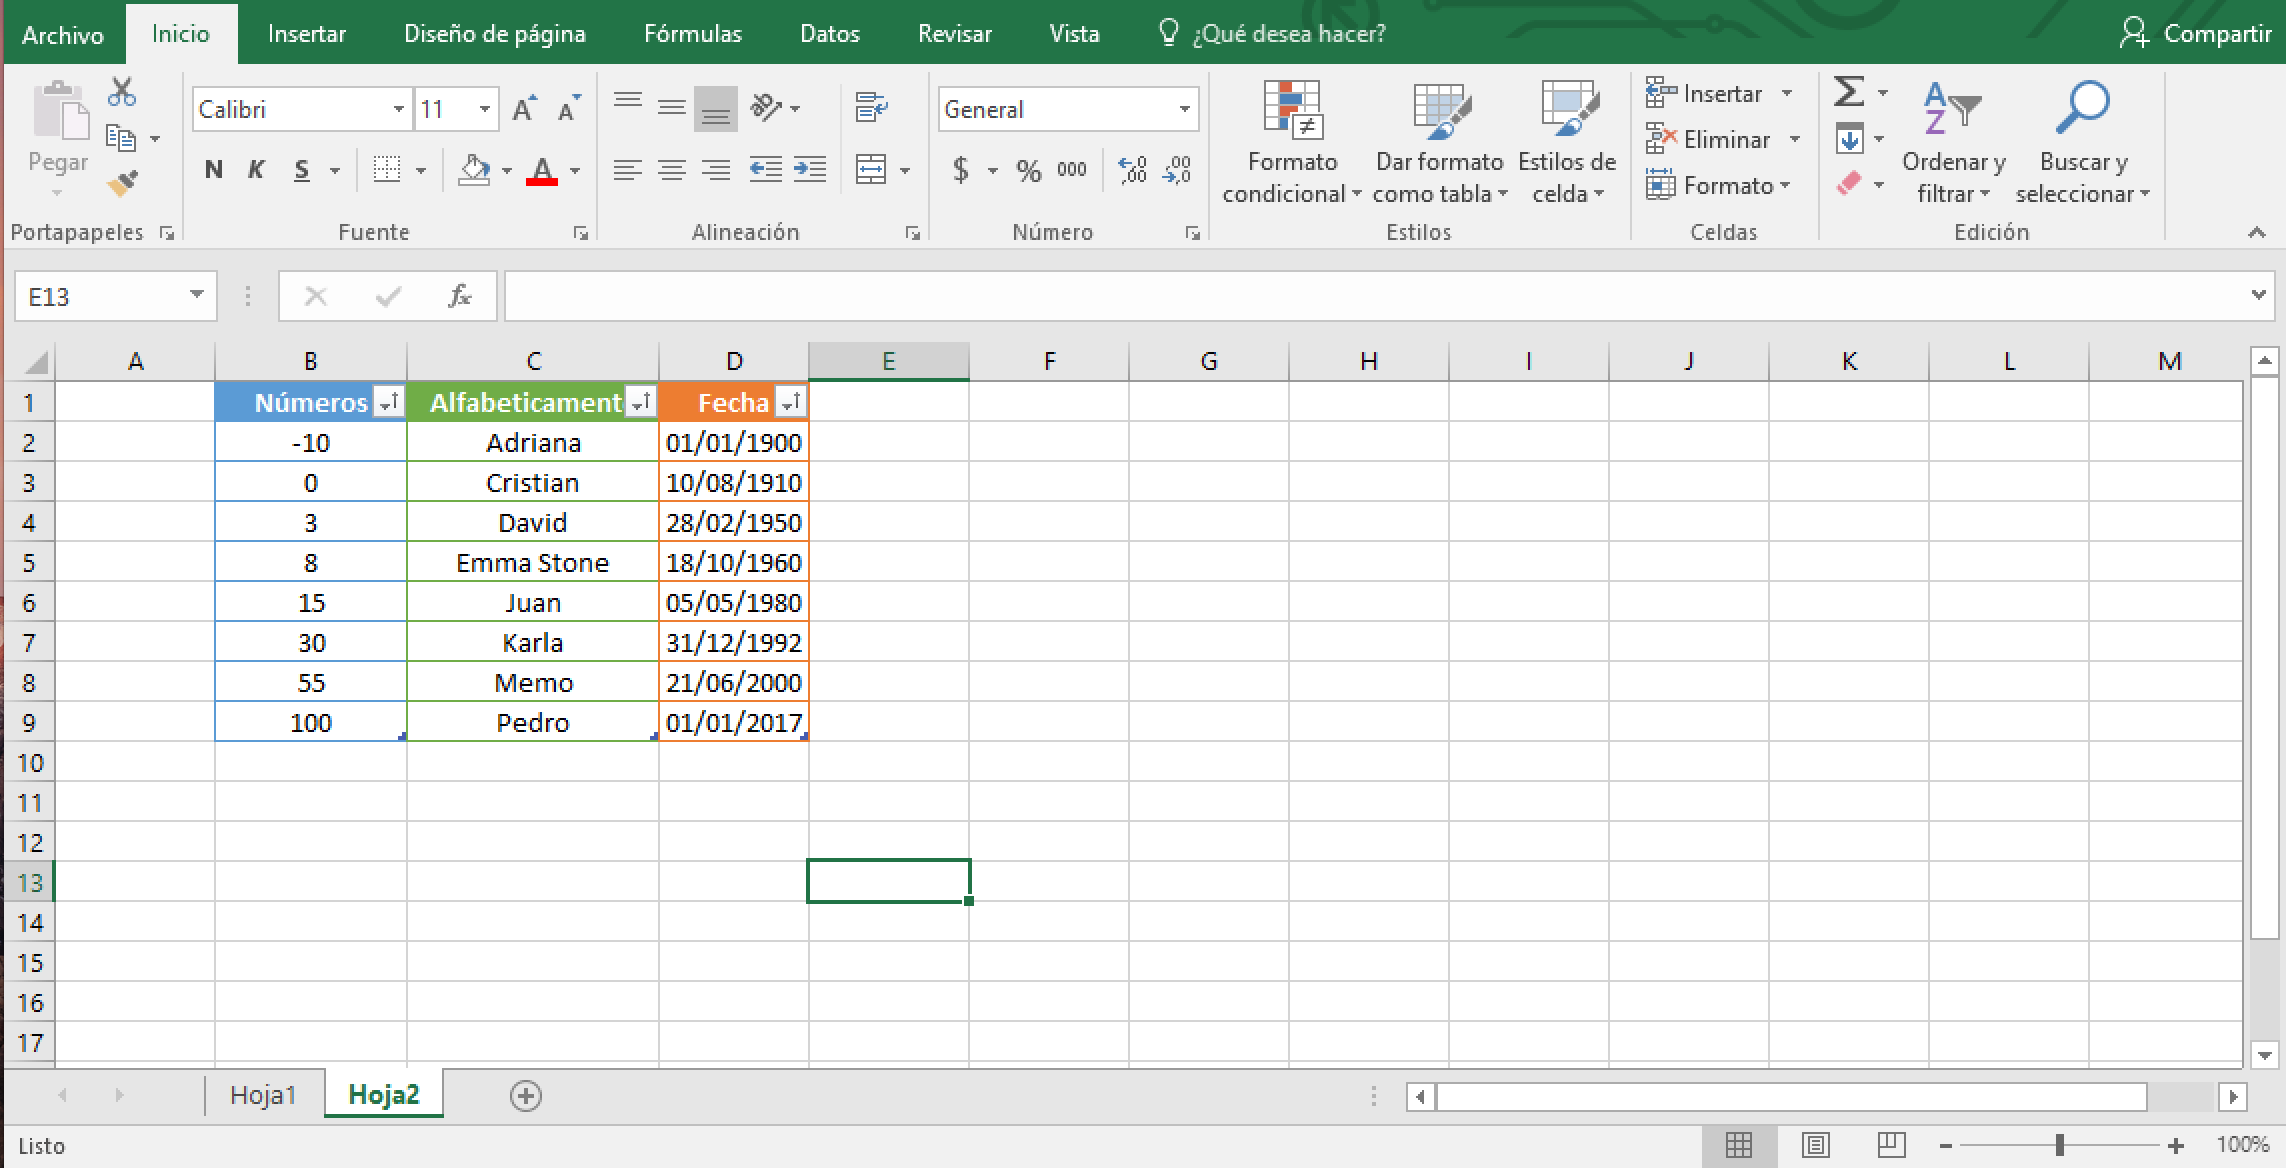 Archivo Inicio Insertar Diseño de página Fórmulas Datos Revisar Vista ¿Qué desea hacer? Compartir
Pegar
Portapapeles
Calibri 11
N K S
Fuente
Alineación
General
$ % 000
Número
Formato condicional
Dar formato como tabla
Estilos de celda
Estilos
Insertar
Eliminar
Formato
Celdas
Ordenar y filtrar
Buscar y seleccionar
Edición
E13 fx
A B C D E F G H I J K L M
1 Números Alfabeticament Fecha
2 -10 Adriana 01/01/1900
3 0 Cristian 10/08/1910
4 3 David 28/02/1950
5 8 Emma Stone 18/10/1960
6 15 Juan 05/05/1980
7 30 Karla 31/12/1992
8 55 Memo 21/06/2000
9 100 Pedro 01/01/2017
10
11
12
13
14
15
16
17
Hoja1 Hoja2
Listo 100%